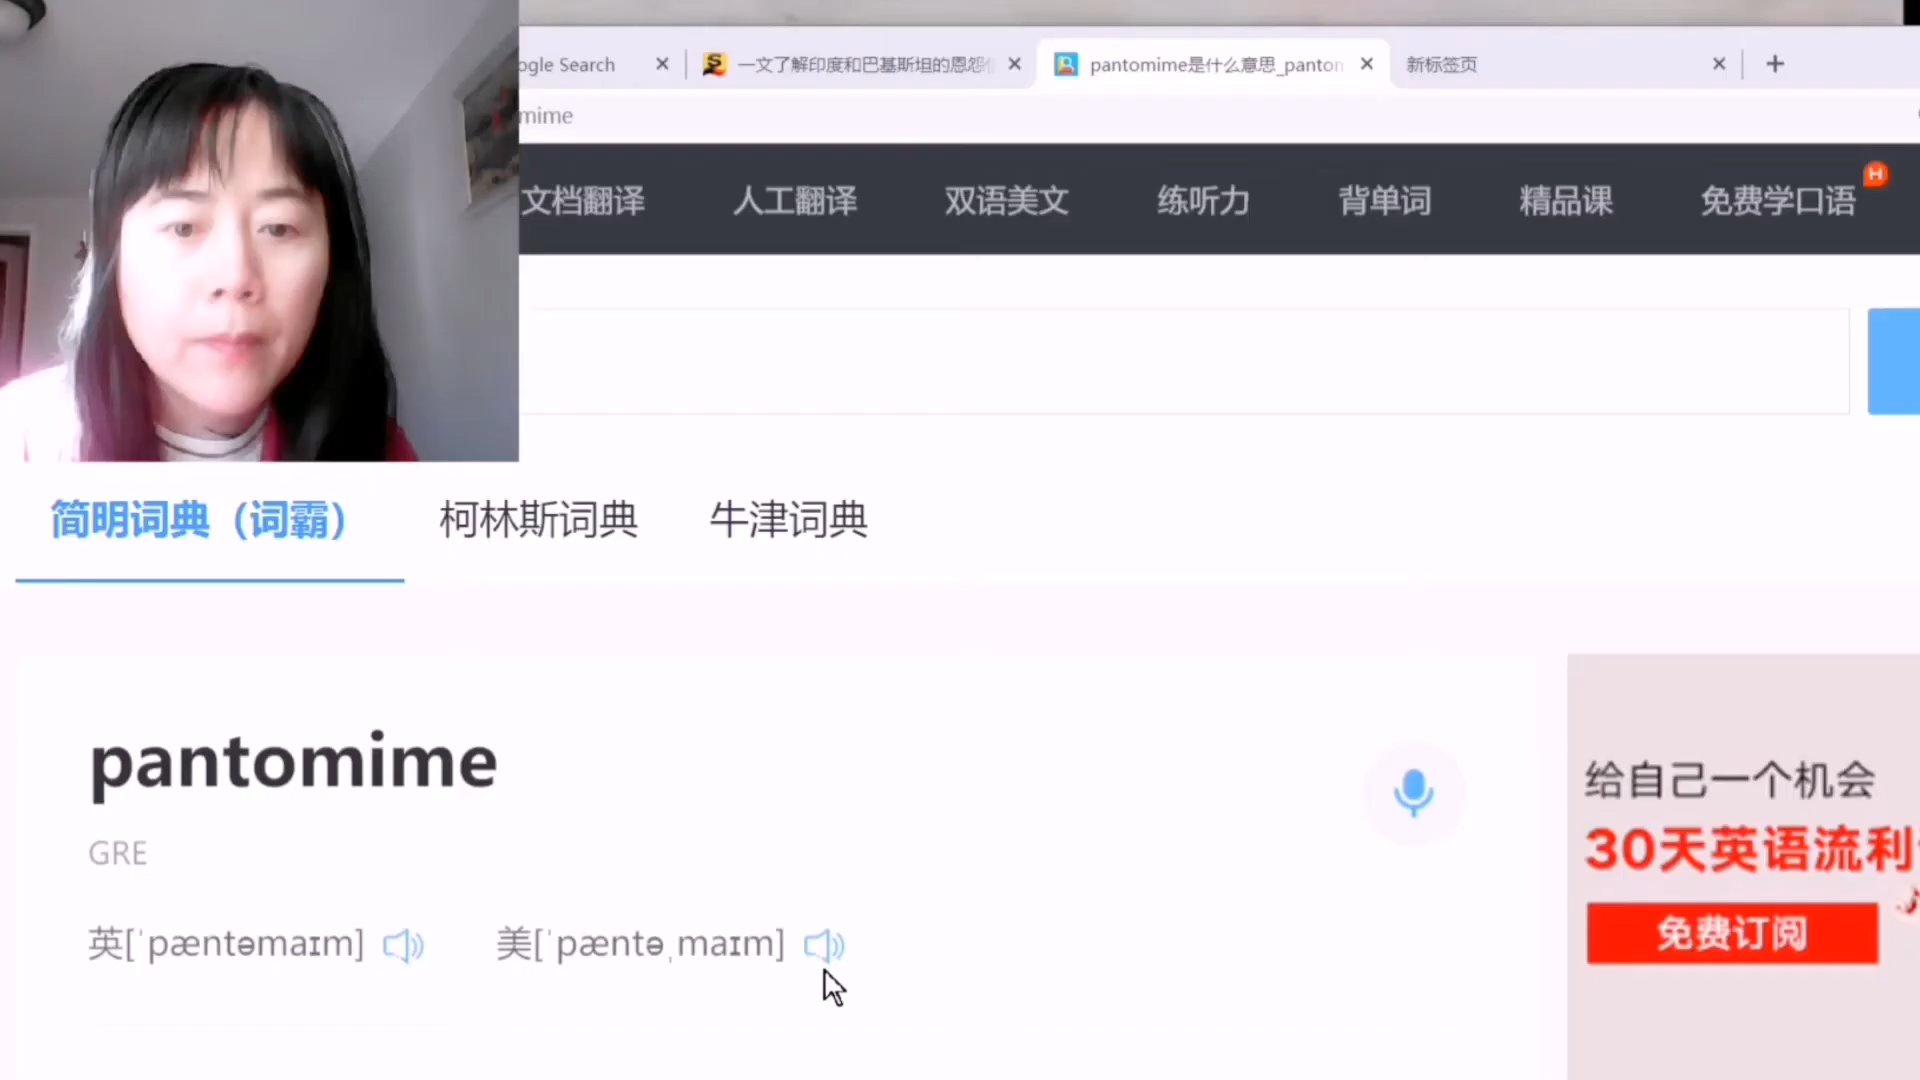 ogle Search
一文了解印度和巴基斯坦的恩怨
pantomime是什么意思_panton
新标签页
mime
文档翻译 人工翻译 双语美文 练听力 背单词 精品课 免费学口语 H
简明词典（词霸） 柯林斯词典 牛津词典
pantomime
GRE
英[ˈpæntəmaɪm] 美[ˈpæntəˌmaɪm]
给自己一个机会
30天英语流利
免费订阅